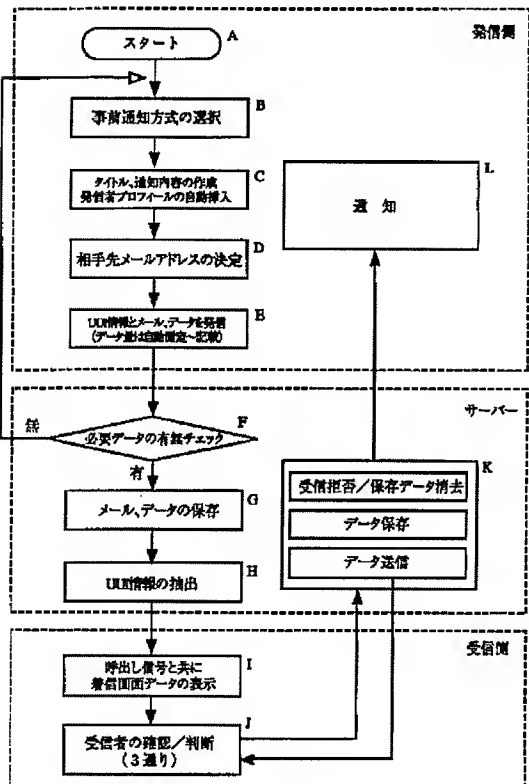 発信側
スタート A
事前通知方式の選択 B
タイトル、通知内容の作成 C
発信者プロフィールの自動挿入
相手先メールアドレスの決定 D
情報とメール、データを発信 E
(データ量は自動測定～記載)
L
通 知
サーバー
必要データの有無チェック F
無
有
メール、データの保存 G
情報の抽出 H
K
受信拒否/保存データ消去
データ保存
データ送信
受信側
呼出し信号と共に I
着信画面データの表示
受信者の確認/判断 J
(3通り)